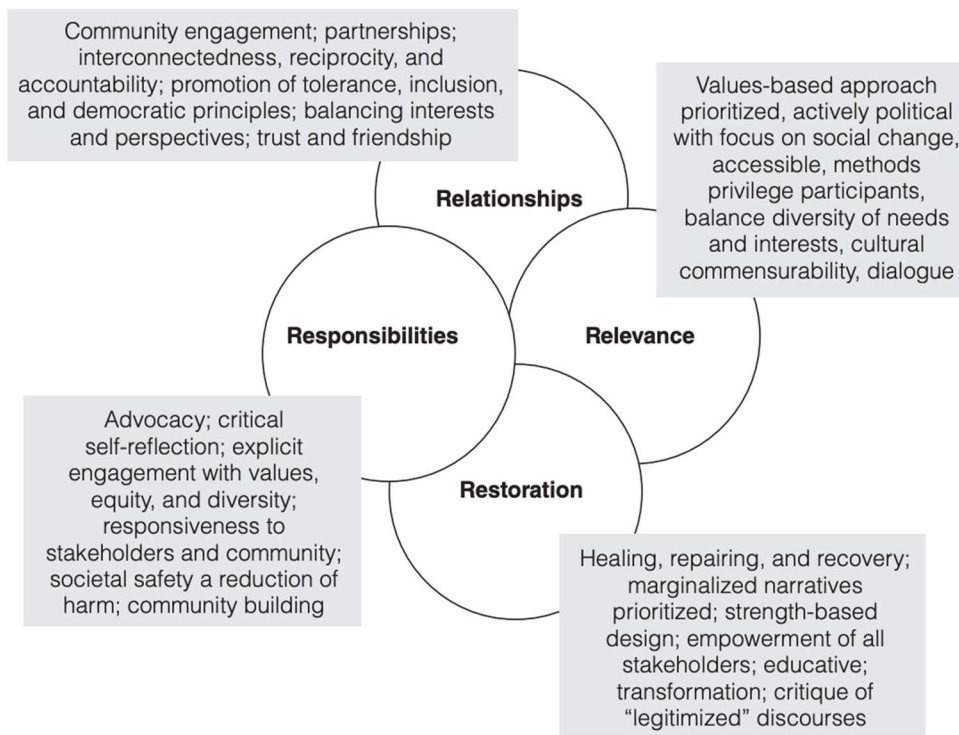 Community engagement; partnerships;
interconnectedness, reciprocity, and
accountability; promotion of tolerance, inclusion,
and democratic principles; balancing interests
and perspectives; trust and friendship
Values-based approach
prioritized, actively political
with focus on social change,
accessible, methods
privilege participants,
balance diversity of needs
and interests, cultural
commensurability, dialogue
Relationships
Responsibilities
Relevance
Advocacy; critical
self-reflection; explicit
engagement with values,
equity, and diversity;
responsiveness to
stakeholders and community;
societal safety a reduction of
harm; community building
Restoration
Healing, repairing, and recovery;
marginalized narratives
prioritized; strength-based
design; empowerment of all
stakeholders; educative;
transformation; critique of
“legitimized” discourses